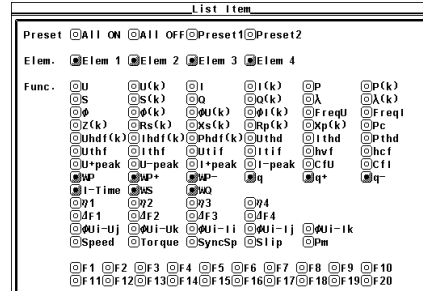 List Item
Preset All ON All OFF Preset1 Preset2
Elem. Elem 1 Elem 2 Elem 3 Elem 4
Func. U U(k) I I(k) P P(k)
S S(k) Q Q(k) λ λ(k)
ϕ ϕ(k) ϕU(k) ϕI(k) FreqU FreqI
Z(k) Rs(k) Xs(k) Rp(k) Xp(k) Pc
Uhdf(k) Ihdf(k) Phdf(k) Uthd Ithd Pthd
Uthf Ithf Utif Itif hvf hcf
U+peak U-peak I+peak I-peak CfU CfI
WP WP+ WP- q q+ q-
I-Time WS WQ
η1 η2 η3 η4
ΔF1 ΔF2 ΔF3 ΔF4
ϕUi-Uj ϕUi-Uk ϕUi-Ii ϕUi-Ij ϕUi-Ik
Speed Torque SyncSp Slip Pm
F1 F2 F3 F4 F5 F6 F7 F8 F9 F10
F11 F12 F13 F14 F15 F16 F17 F18 F19 F20